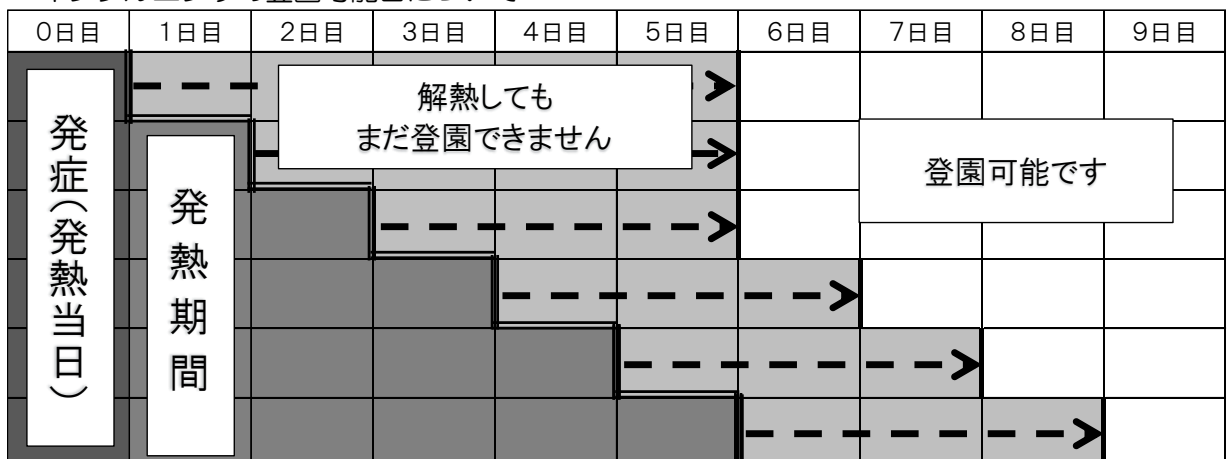 0日目 1日目 2日目 3日目 4日目 5日目 6日目 7日目 8日目 9日目
発症(発熱当日)
発熱期間
解熱しても
まだ登園できません
登園可能です